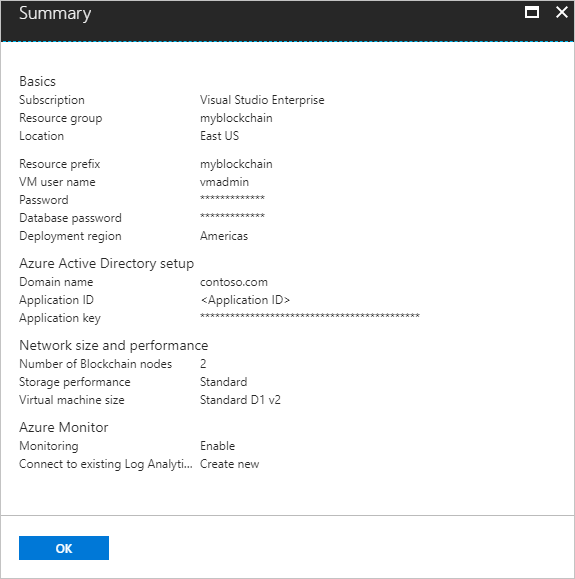 Summary
Basics
Subscription Visual Studio Enterprise
Resource group myblockchain
Location East US
Resource prefix myblockchain
VM user name vmadmin
Password *************
Database password *************
Deployment region Americas
Azure Active Directory setup
Domain name contoso.com
Application ID <Application ID>
Application key ********************************************
Network size and performance
Number of Blockchain nodes 2
Storage performance Standard
Virtual machine size Standard D1 v2
Azure Monitor
Monitoring Enable
Connect to existing Log Analyti... Create new
OK